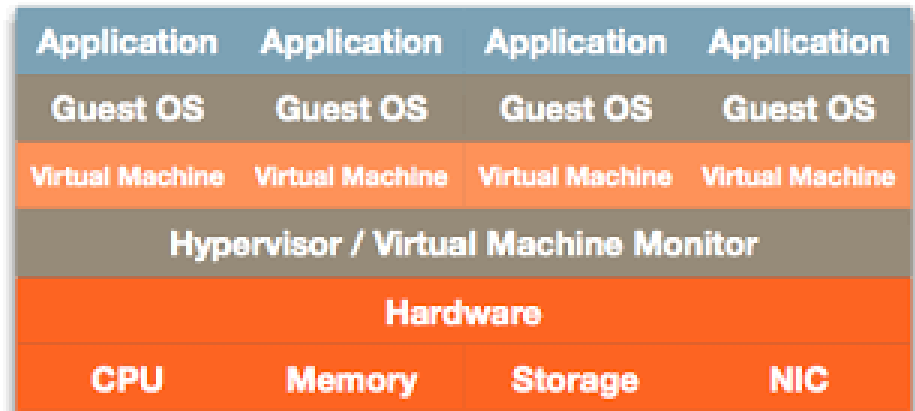 Application Application Application Application
Guest OS Guest OS Guest OS Guest OS
Virtual Machine Virtual Machine Virtual Machine Virtual Machine
Hypervisor / Virtual Machine Monitor
Hardware
CPU Memory Storage NIC